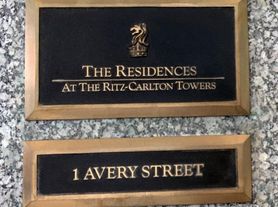 THE RESIDENCES
AT THE RITZ-CARLTON TOWERS
1 AVERY STREET